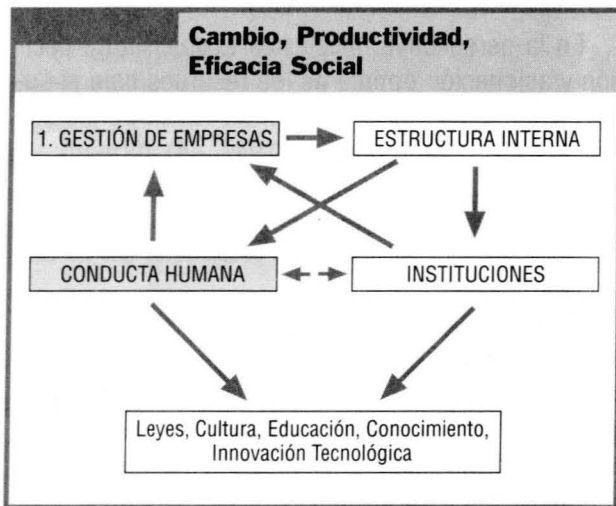 Cambio, Productividad,
Eficacia Social
1. GESTIÓN DE EMPRESAS
ESTRUCTURA INTERNA
CONDUCTA HUMANA
INSTITUCIONES
Leyes, Cultura, Educación, Conocimiento,
Innovación Tecnológica